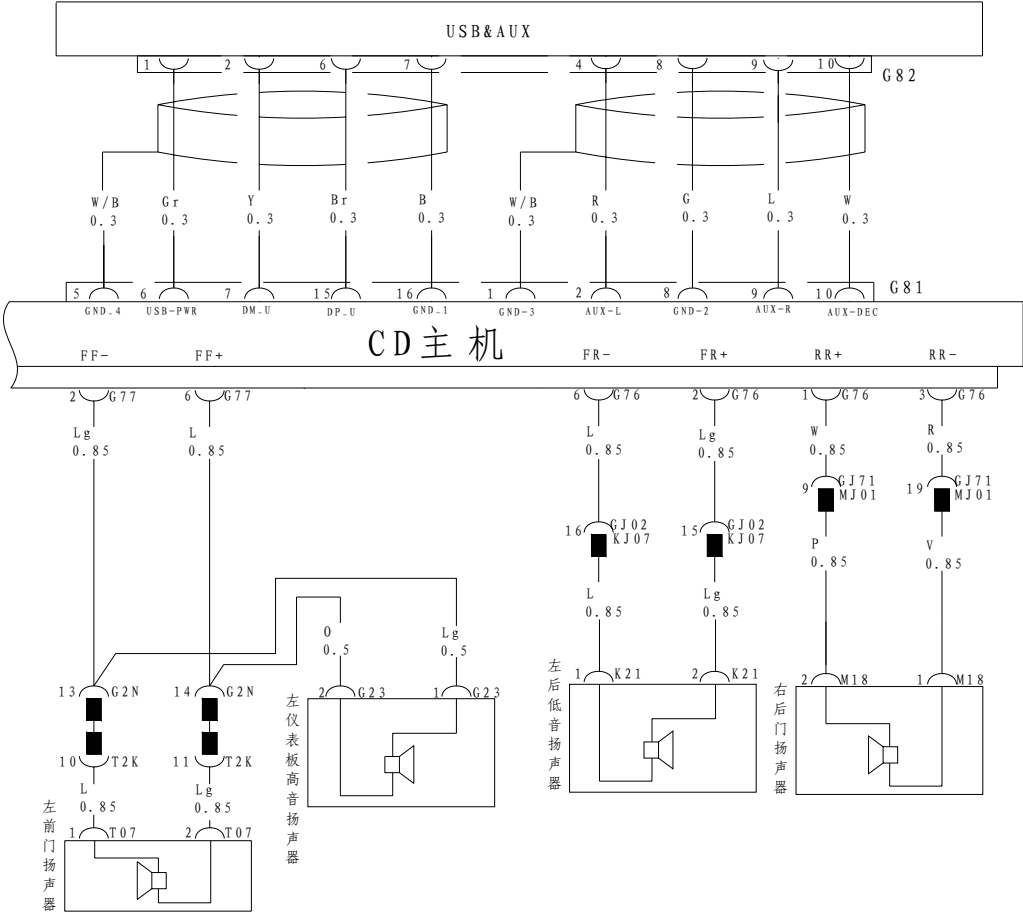 USB&AUX
1 2 6 7 4 8 9 10 G82
W/B Gr Y Br B W/B R G L W
0.3 0.3 0.3 0.3 0.3 0.3 0.3 0.3 0.3 0.3
5 6 7 15 16 1 2 8 9 10 G81
GND-4 USB-PWR DM-U DP-U GND-1 GND-3 AUX-L GND-2 AUX-R AUX-DEC
CD主机
FF- FF+ FR- FR+ RR+ RR-
2 G77 6 G77 6 G76 2 G76 1 G76 3 G76
Lg L L Lg W R
0.85 0.85 0.85 0.85 0.85 0.85
9 GJ71 19 GJ71
MJ01 MJ01
16 GJ02 15 GJ02
KJ07 KJ07
P V
0.85 0.85
L Lg
0.85 0.85
O Lg
0.5 0.5
1 K21 2 K21 2 M18 1 M18
13 G2N 14 G2N 2 G23 1 G23
左仪表板高音扬声器
左后低音扬声器
右后门扬声器
10 T2K 11 T2K
L Lg
0.85 0.85
1 T07 2 T07
左前门扬声器